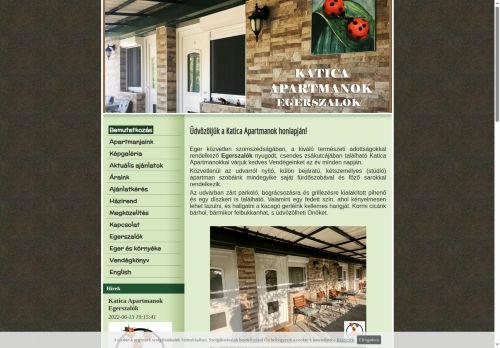 KATICA
APARTMANOK
EGERSZALÓK
Bemutatkozás
Apartmanjaink
Képgaléria
Aktuális ajánlatok
Áraink
Ajánlatkérés
Házirend
Megközelítés
Kapcsolat
Egerszalók
Eger és környéke
Vendégkönyv
English
Hírek
Katica Apartmanok
Egerszalók
2022-06-13 19:15:41
Üdvözöljük a Katica Apartmanok honlapján!
Eger közvetlen szomszédságában, a kiváló természeti adottságokkal
rendelkező Egerszalók nyugodt, csendes zsákutcájában található Katica
Apartmanokkal várjuk kedves Vendégeinket az év minden napján.
Közvetlenül az udvarról nyíló, külön bejáratú, kétszemélyes (stúdió)
apartman szobáink mindegyike saját fürdőszobával és főző sarokkal
rendelkezik.
Az udvarban zárt parkoló, bográcsozásra és grillezésre kialakított pihenő
és egy díszkert is található. Valamint egy fedett szín, ahol kényelmesen
lehet lazulni, és hallgatni a kacagó gerléink kellemes hangját. Kormi cicánk
bárhol, bármikor felbukkanhat, s üdvözölheti Önöket.
Elfogadom